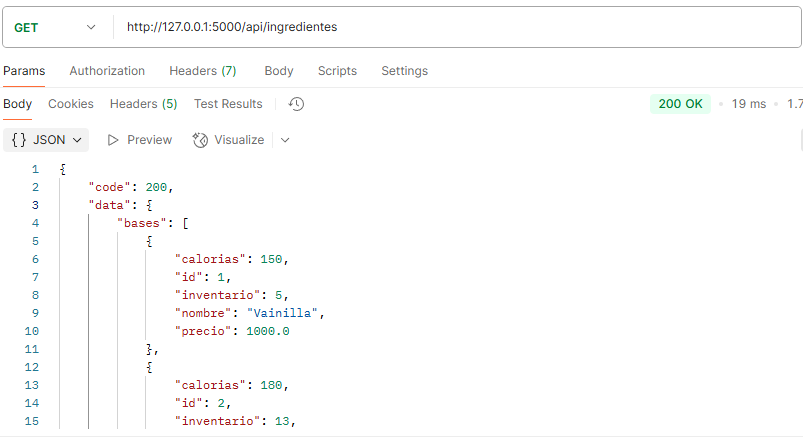 GET http://127.0.0.1:5000/api/ingredientes
Params Authorization Headers (7) Body Scripts Settings
Body Cookies Headers (5) Test Results 200 OK • 19 ms • 1.7
{} JSON Preview Visualize
1 {
2 "code": 200,
3 "data": {
4 "bases": [
5 {
6 "calorias": 150,
7 "id": 1,
8 "inventario": 5,
9 "nombre": "Vainilla",
10 "precio": 1000.0
11 },
12 {
13 "calorias": 180,
14 "id": 2,
15 "inventario": 13,